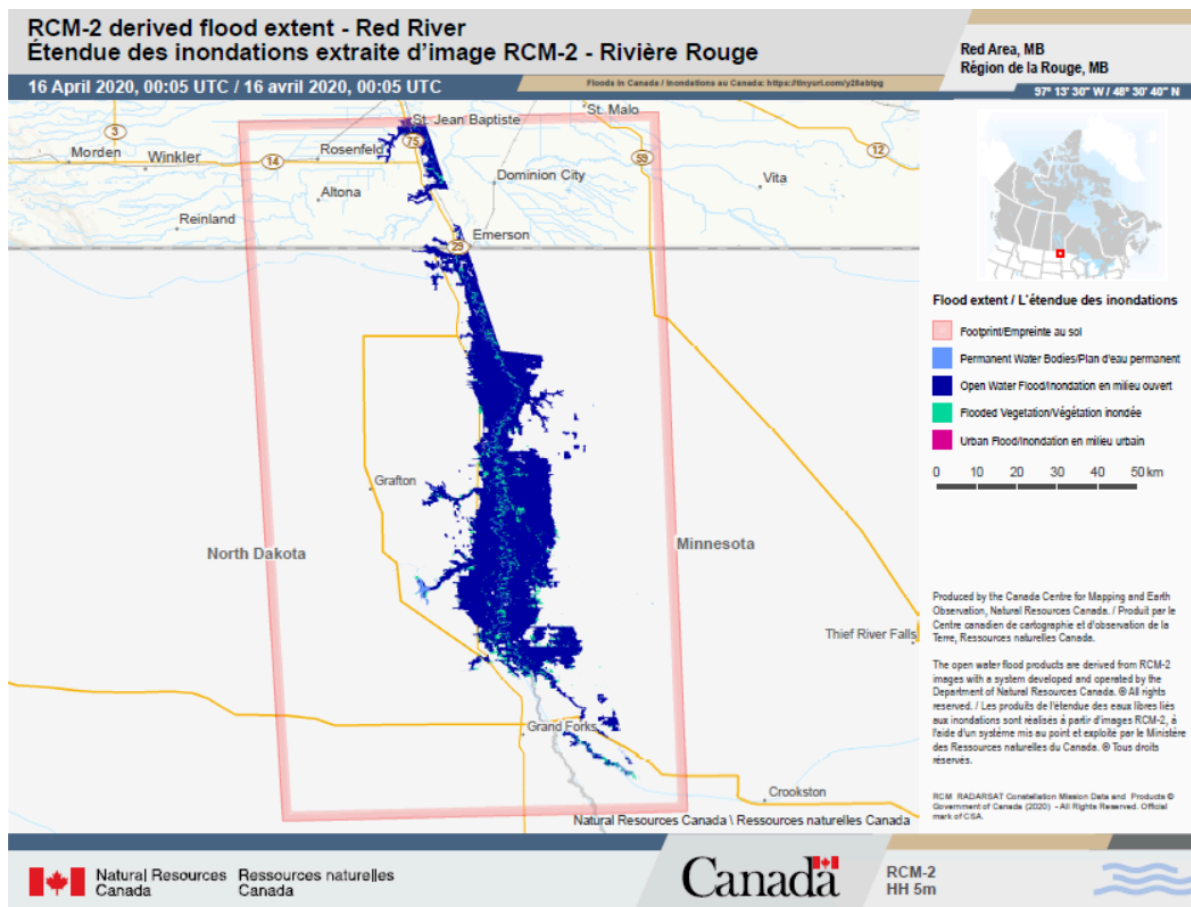 RCM-2 derived flood extent - Red River
Étendue des inondations extraite d'image RCM-2 - Rivière Rouge
16 April 2020, 00:05 UTC / 16 avril 2020, 00:05 UTC
Floods in Canada / Inondations au Canada: https://tinyurl.com/
Red Area, MB
Région de la Rouge, MB
97° 13' 30" W / 48° 30' 40" N
St. Jean Baptiste
St. Malo
3
75
59
12
Morden
Winkler
14
Rosenfeld
Dominion City
Vita
Altona
Reinland
Emerson
29
Grafton
North Dakota
Minnesota
Thief River Falls
Grand Forks
Crookston
Natural Resources Canada \ Ressources naturelles Canada
Flood extent / L'étendue des inondations
Footprint/Empreinte au sol
Permanent Water Bodies/Plan d'eau permanent
Open Water Flood/Inondation en milieu ouvert
Flooded Vegetation/Végétation inondée
Urban Flood/Inondation en milieu urbain
0 10 20 30 40 50 km
Produced by the Canada Centre for Mapping and Earth
Observation, Natural Resources Canada. / Produit par le
Centre canadien de cartographie et d'observation de la
Terre, Ressources naturelles Canada.
The open water flood products are derived from RCM-2
images with a system developed and operated by the
Department of Natural Resources Canada. ® All rights
reserved. / Les produits de l'étendue des eaux libres liés
aux inondations sont réalisés à partir d'images RCM-2, à
l'aide d'un système mis au point et exploité par le Ministère
des Ressources naturelles du Canada. ® Tous droits
réservés.
RCM RADARSAT Constellation Mission Data and Products ©
Government of Canada (2020) - All Rights Reserved. Official
mark of CSA.
Natural Resources Ressources naturelles
Canada Canada
Canada
RCM-2
HH 5m